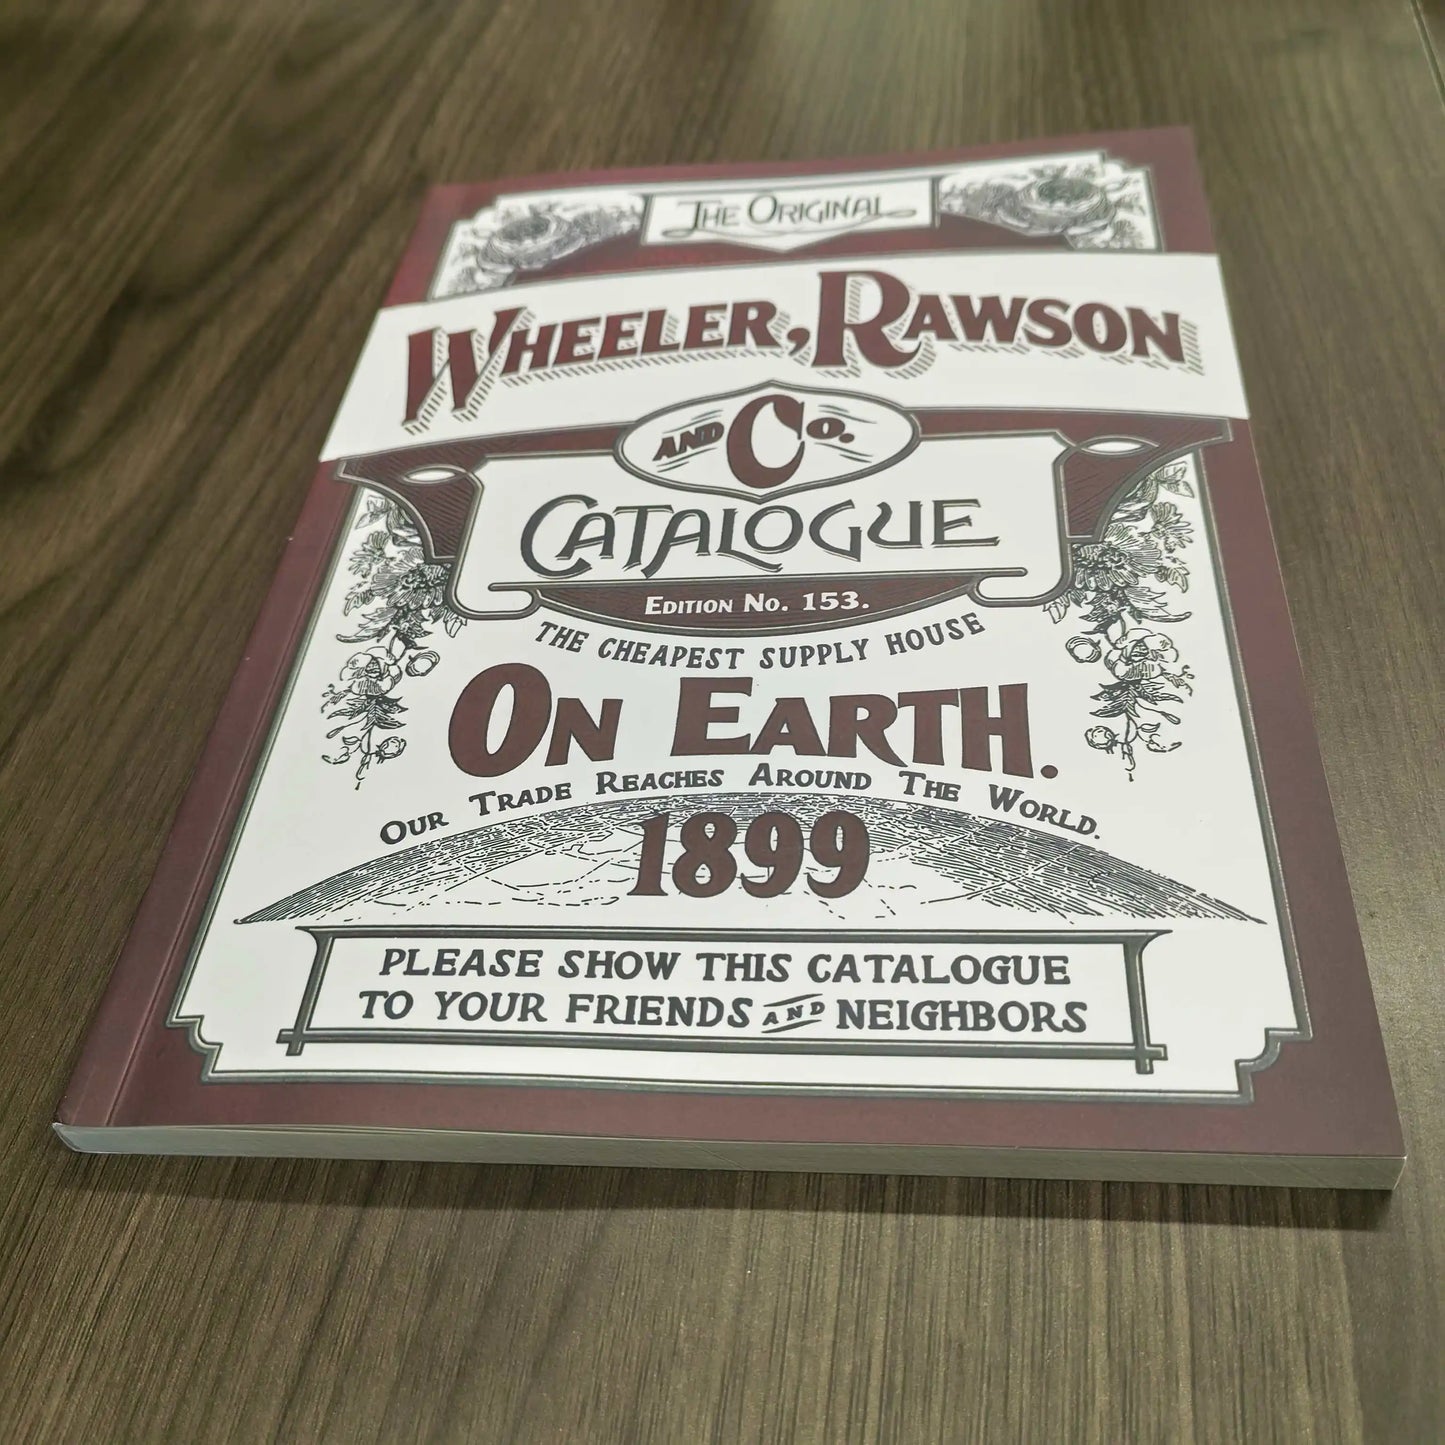 The Original
Wheeler, Rawson
and Co.
Catalogue
Edition No. 153.
THE CHEAPEST SUPPLY HOUSE
On Earth.
Our Trade Reaches Around The World.
1899
PLEASE SHOW THIS CATALOGUE
TO YOUR FRIENDS AND NEIGHBORS